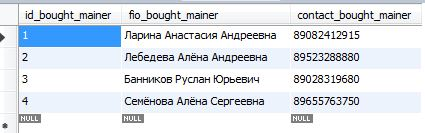 id_bought_mainer fio_bought_mainer contact_bought_mainer
1 Ларина Анастасия Андреевна 89082412915
2 Лебедева Алёна Андреевна 89523288880
3 Банников Руслан Юрьевич 89028319680
4 Семёнова Алёна Сергеевна 89655763750
NULL NULL NULL